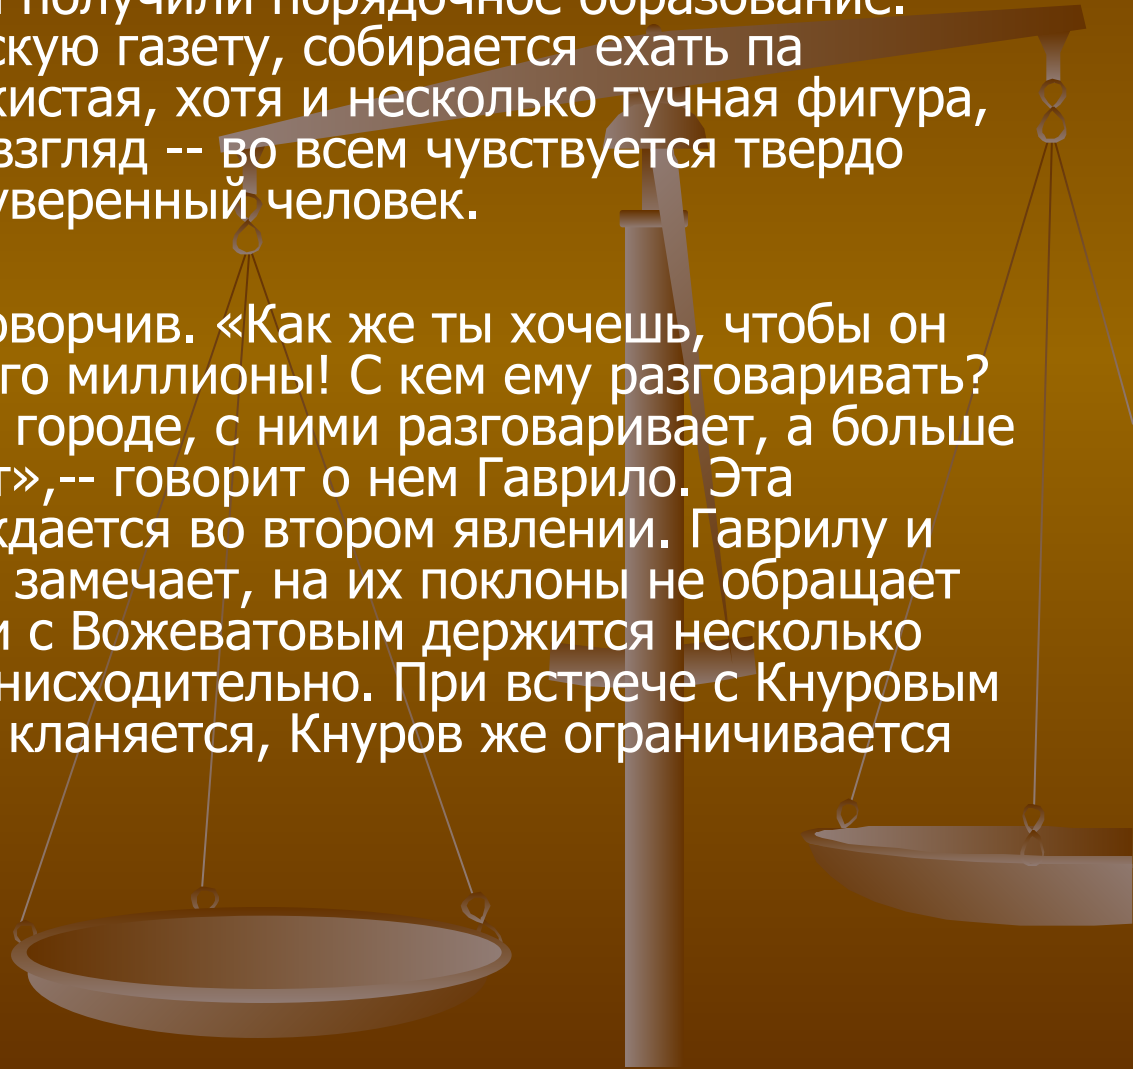 получили порядочное образование.
скую газету, собирается ехать па
кистая, хотя и несколько тучная фигура,
взгляд -- во всем чувствуется твердо
уверенный человек.
оворчив. «Как же ты хочешь, чтобы он
го миллионы! С кем ему разговаривать?
городе, с ними разговаривает, а больше
т»,-- говорит о нем Гаврило. Эта
ждается во втором явлении. Гаврилу и
замечает, на их поклоны не обращает
и с Вожеватовым держится несколько
нисходительно. При встрече с Кнуровым
кланяется, Кнуров же ограничивается